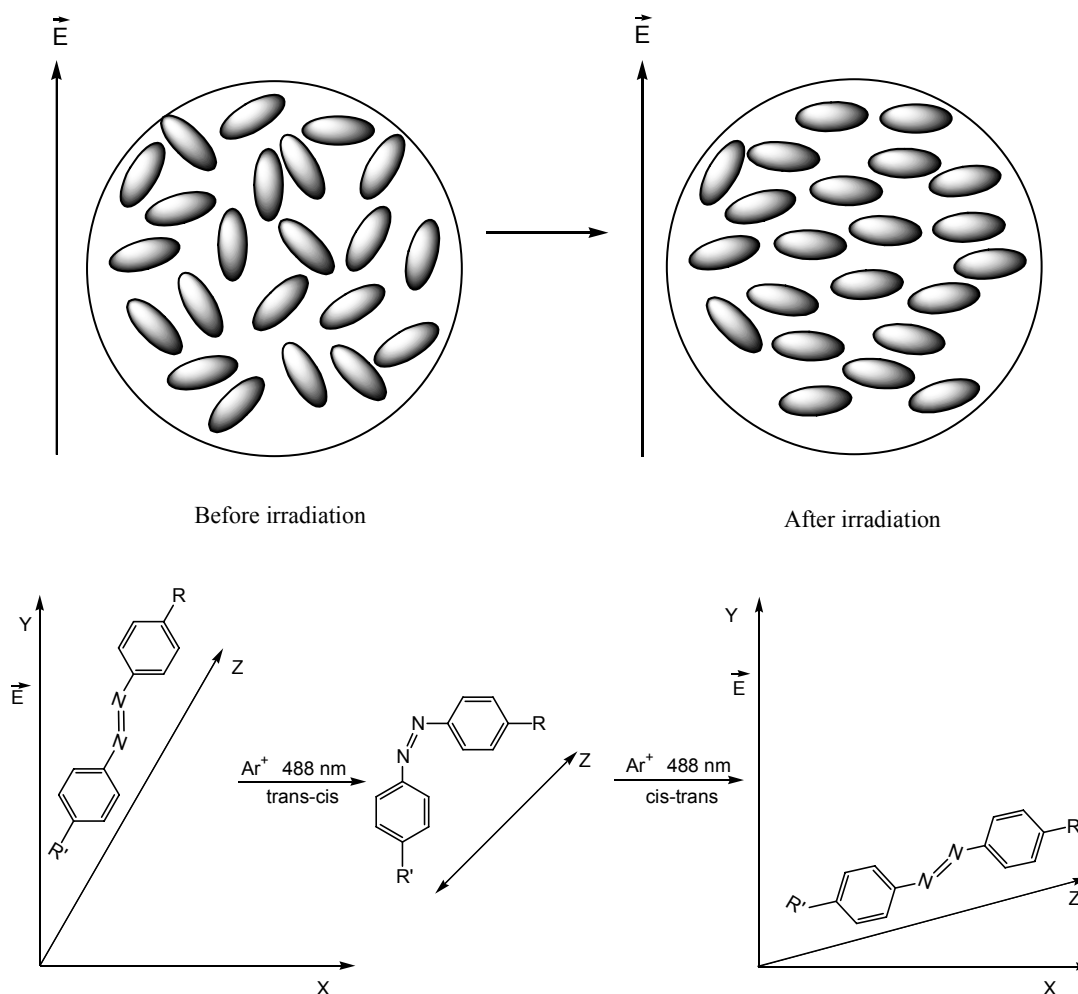 E
E
Before irradiation
After irradiation
Y
E
Z
X
R
N
N
R'
Ar+ 488 nm
trans-cis
N
N
R
R'
Z
Ar+ 488 nm
cis-trans
Y
E
Z
X
R
N
N
R'